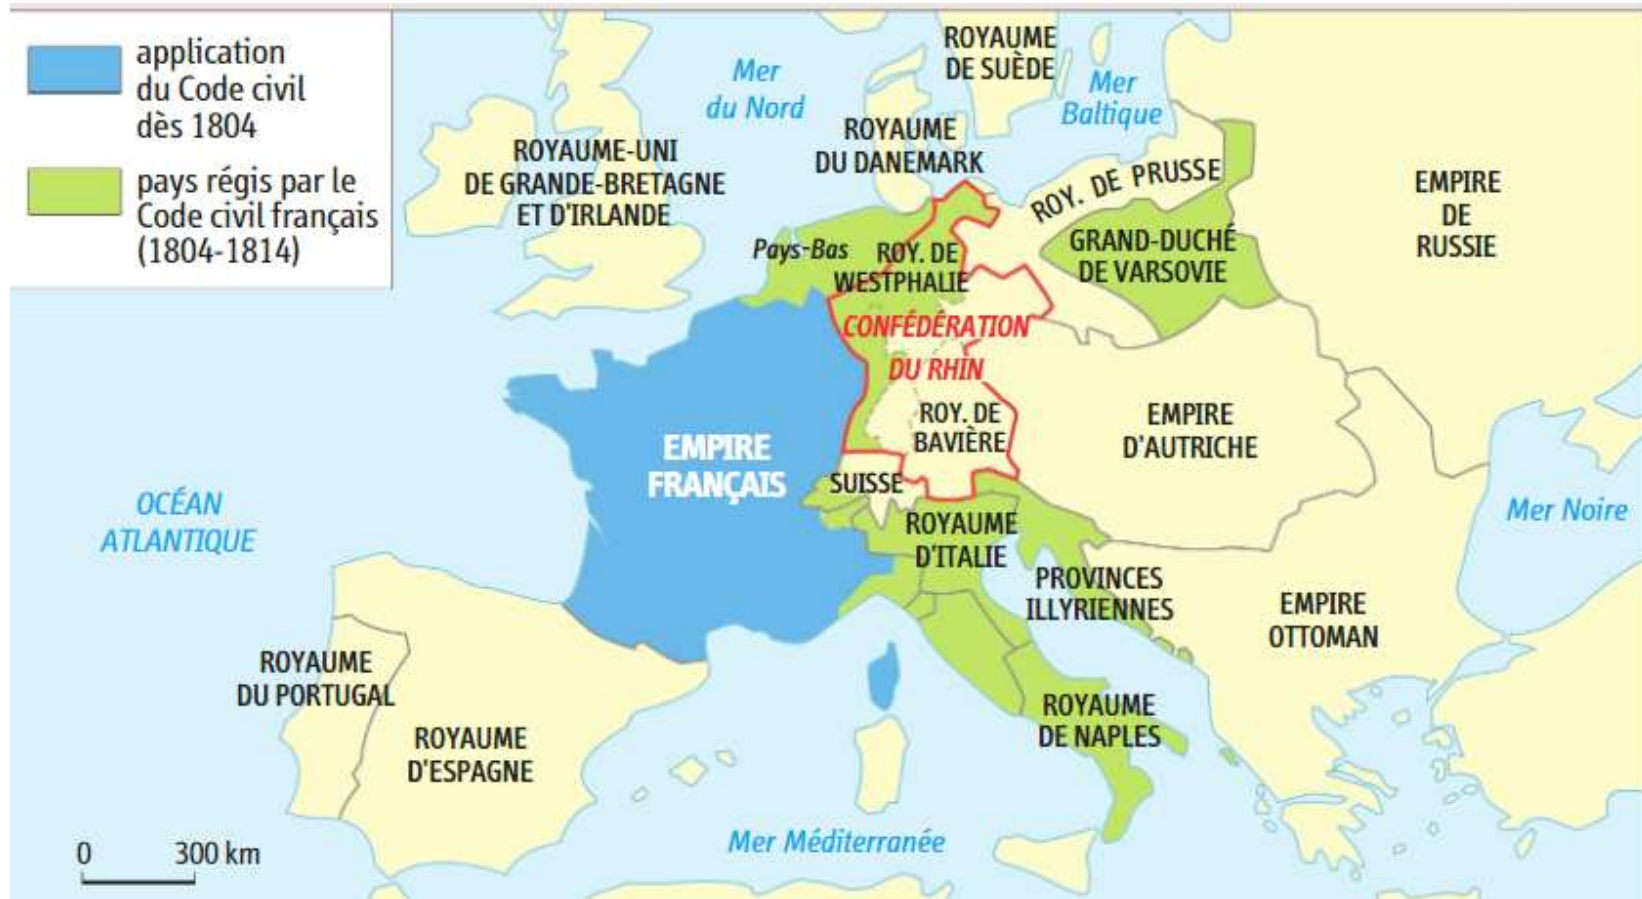 application
du Code civil
dès 1804
pays régis par le
Code civil français
(1804-1814)
ROYAUME
DE SUÈDE
Mer
du Nord
Mer
Baltique
ROYAUME
DU DANEMARK
ROYAUME-UNI
DE GRANDE-BRETAGNE
ET D'IRLANDE
ROY. DE PRUSSE
EMPIRE
DE
RUSSIE
Pays-Bas
ROY. DE
WESTPHALIE
GRAND-DUCHÉ
DE VARSOVIE
CONFÉDÉRATION
DU RHIN
ROY. DE
BAVIÈRE
EMPIRE
D'AUTRICHE
EMPIRE
FRANÇAIS
SUISSE
OCÉAN
ATLANTIQUE
ROYAUME
D'ITALIE
Mer Noire
PROVINCES
ILLYRIENNES
EMPIRE
OTTOMAN
ROYAUME
DU PORTUGAL
ROYAUME
D'ESPAGNE
ROYAUME
DE NAPLES
Mer Méditerranée
0 300 km